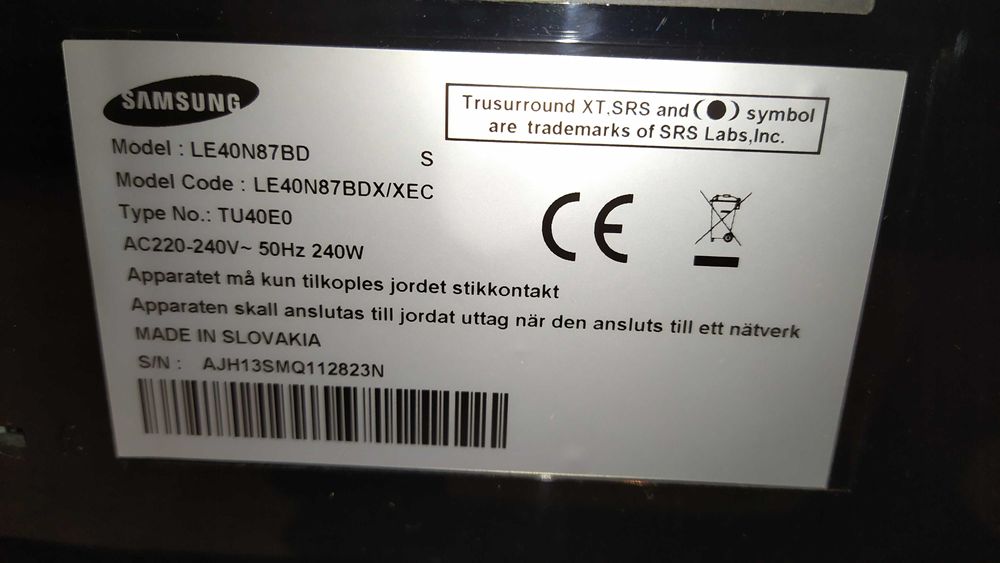 SAMSUNG
Trusurround XT,SRS and (●) symbol
are trademarks of SRS Labs,Inc.
Model : LE40N87BD S
Model Code : LE40N87BDX/XEC
Type No.: TU40E0
AC220-240V~ 50Hz 240W
CE
Apparatet må kun tilkoples jordet stikkontakt
Apparaten skall anslutas till jordat uttag när den ansluts till ett nätverk
MADE IN SLOVAKIA
S/N : AJH13SMQ112823N